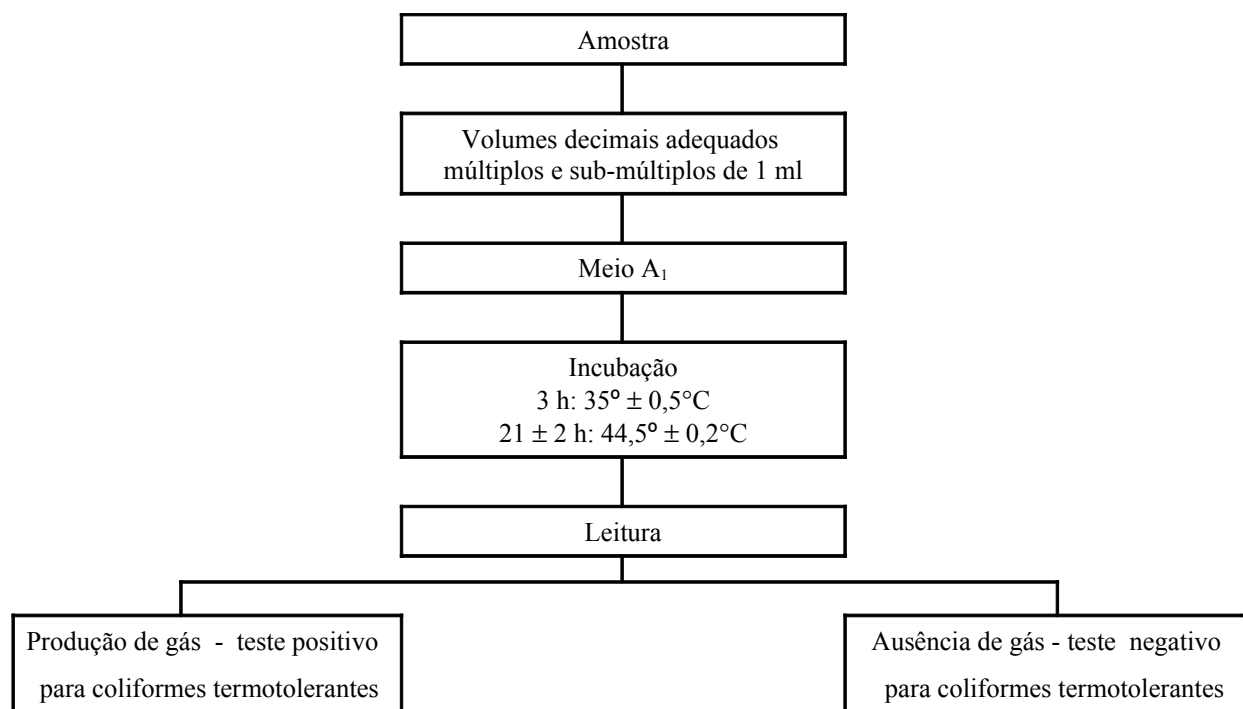 Amostra
Volumes decimais adequados
múltiplos e sub-múltiplos de 1 ml
Meio A₁
Incubação
3 h: 35º ± 0,5°C
21 ± 2 h: 44,5º ± 0,2°C
Leitura
Produção de gás - teste positivo
para coliformes termotolerantes
Ausência de gás - teste negativo
para coliformes termotolerantes